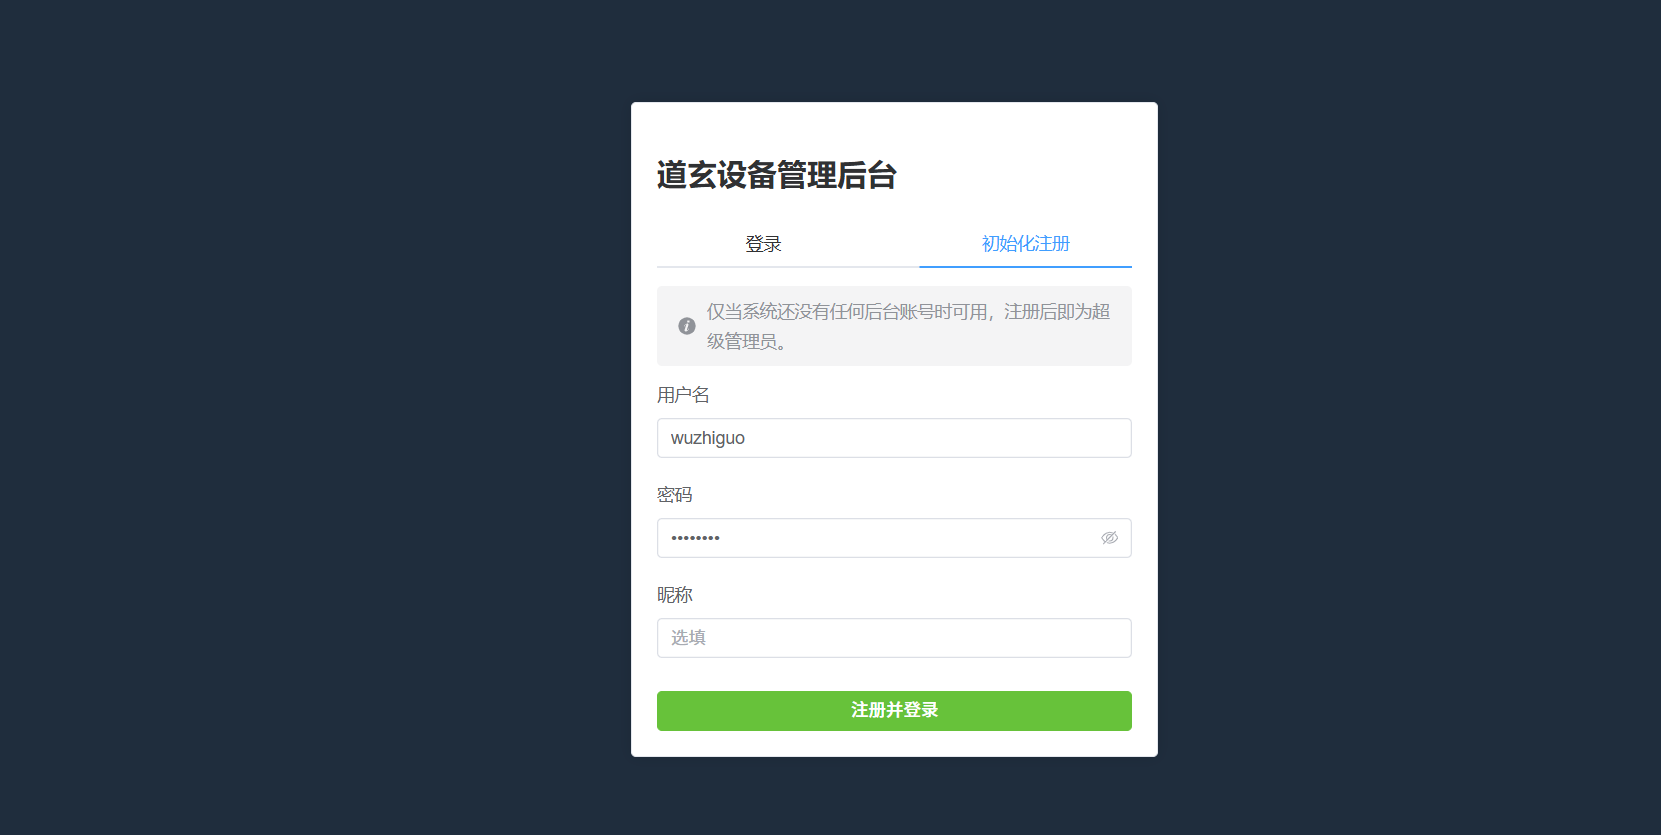 道玄设备管理后台
登录
初始化注册
仅当系统还没有任何后台账号时可用，注册后即为超
级管理员。
用户名
wuzhiguo
密码
••••••••
昵称
选填
注册并登录